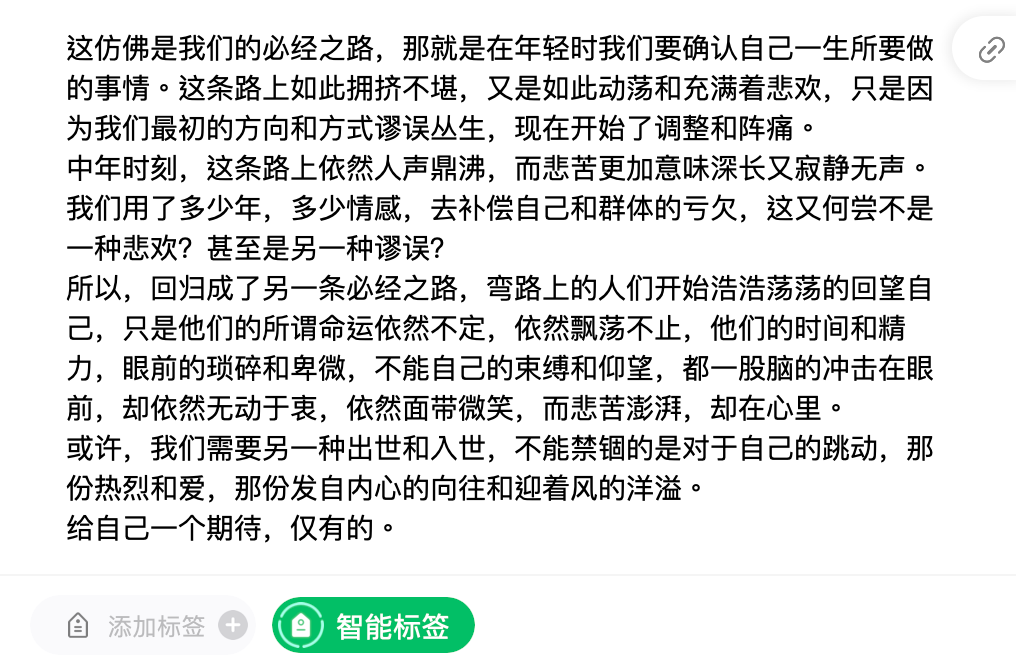 这仿佛是我们的必经之路，那就是在年轻时我们要确认自己一生所要做
的事情。这条路上如此拥挤不堪，又是如此动荡和充满着悲欢，只是因
为我们最初的方向和方式谬误丛生，现在开始了调整和阵痛。
中年时刻，这条路上依然人声鼎沸，而悲苦更加意味深长又寂静无声。
我们用了多少年，多少情感，去补偿自己和群体的亏欠，这又何尝不是
一种悲欢？甚至是另一种谬误？
所以，回归成了另一条必经之路，弯路上的人们开始浩浩荡荡的回望自
己，只是他们的所谓命运依然不定，依然飘荡不止，他们的时间和精
力，眼前的琐碎和卑微，不能自己的束缚和仰望，都一股脑的冲击在眼
前，却依然无动于衷，依然面带微笑，而悲苦澎湃，却在心里。
或许，我们需要另一种出世和入世，不能禁锢的是对于自己的跳动，那
份热烈和爱，那份发自内心的向往和迎着风的洋溢。
给自己一个期待，仅有的。
添加标签
智能标签